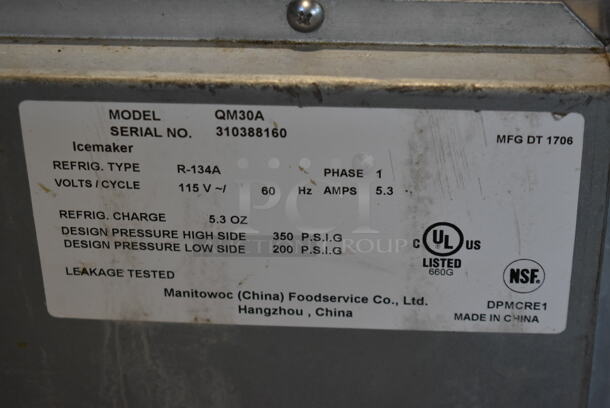 MODEL QM30A
SERIAL NO. 310388160
MFG DT 1706
Icemaker
REFRIG. TYPE R-134A PHASE 1
VOLTS / CYCLE 115 V ~/ 60 Hz AMPS 5.3
REFRIG. CHARGE 5.3 OZ
DESIGN PRESSURE HIGH SIDE 350 P.S.I.G
DESIGN PRESSURE LOW SIDE 200 P.S.I.G
C UL US
LISTED
660G
NSF.
LEAKAGE TESTED
Manitowoc (China) Foodservice Co., Ltd.
Hangzhou , China
DPMCRE1
MADE IN CHINA
PCI
GROUP